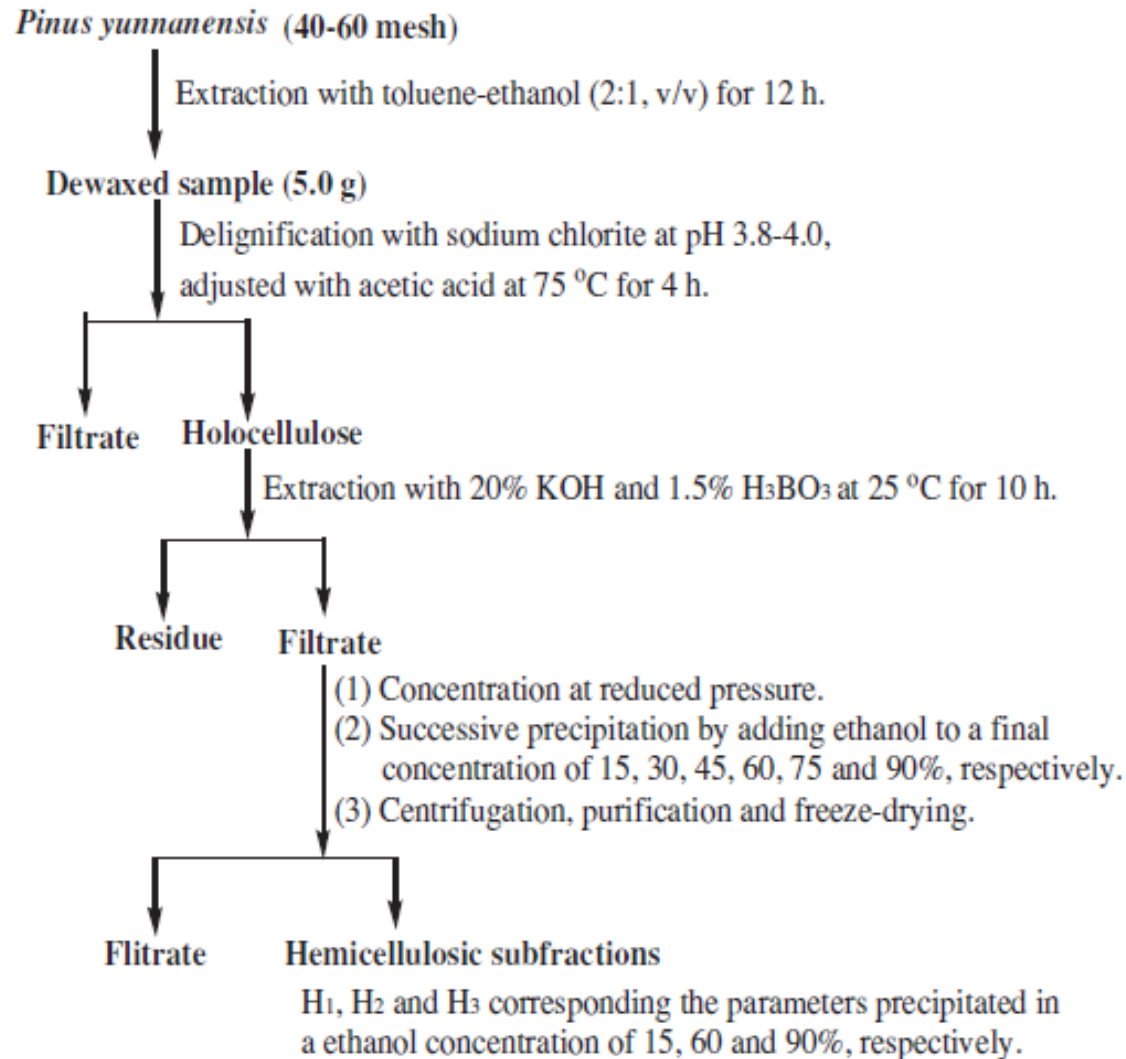 Pinus yunnanensis (40-60 mesh)
Extraction with toluene-ethanol (2:1, v/v) for 12 h.
Dewaxed sample (5.0 g)
Delignification with sodium chlorite at pH 3.8-4.0,
adjusted with acetic acid at 75 ⁰C for 4 h.
Filtrate
Holocellulose
Extraction with 20% KOH and 1.5% H₃BO₃ at 25 ⁰C for 10 h.
Residue
Filtrate
(1) Concentration at reduced pressure.
(2) Successive precipitation by adding ethanol to a final
concentration of 15, 30, 45, 60, 75 and 90%, respectively.
(3) Centrifugation, purification and freeze-drying.
Flitrate
Hemicellulosic subfractions
H₁, H₂ and H₃ corresponding the parameters precipitated in
a ethanol concentration of 15, 60 and 90%, respectively.